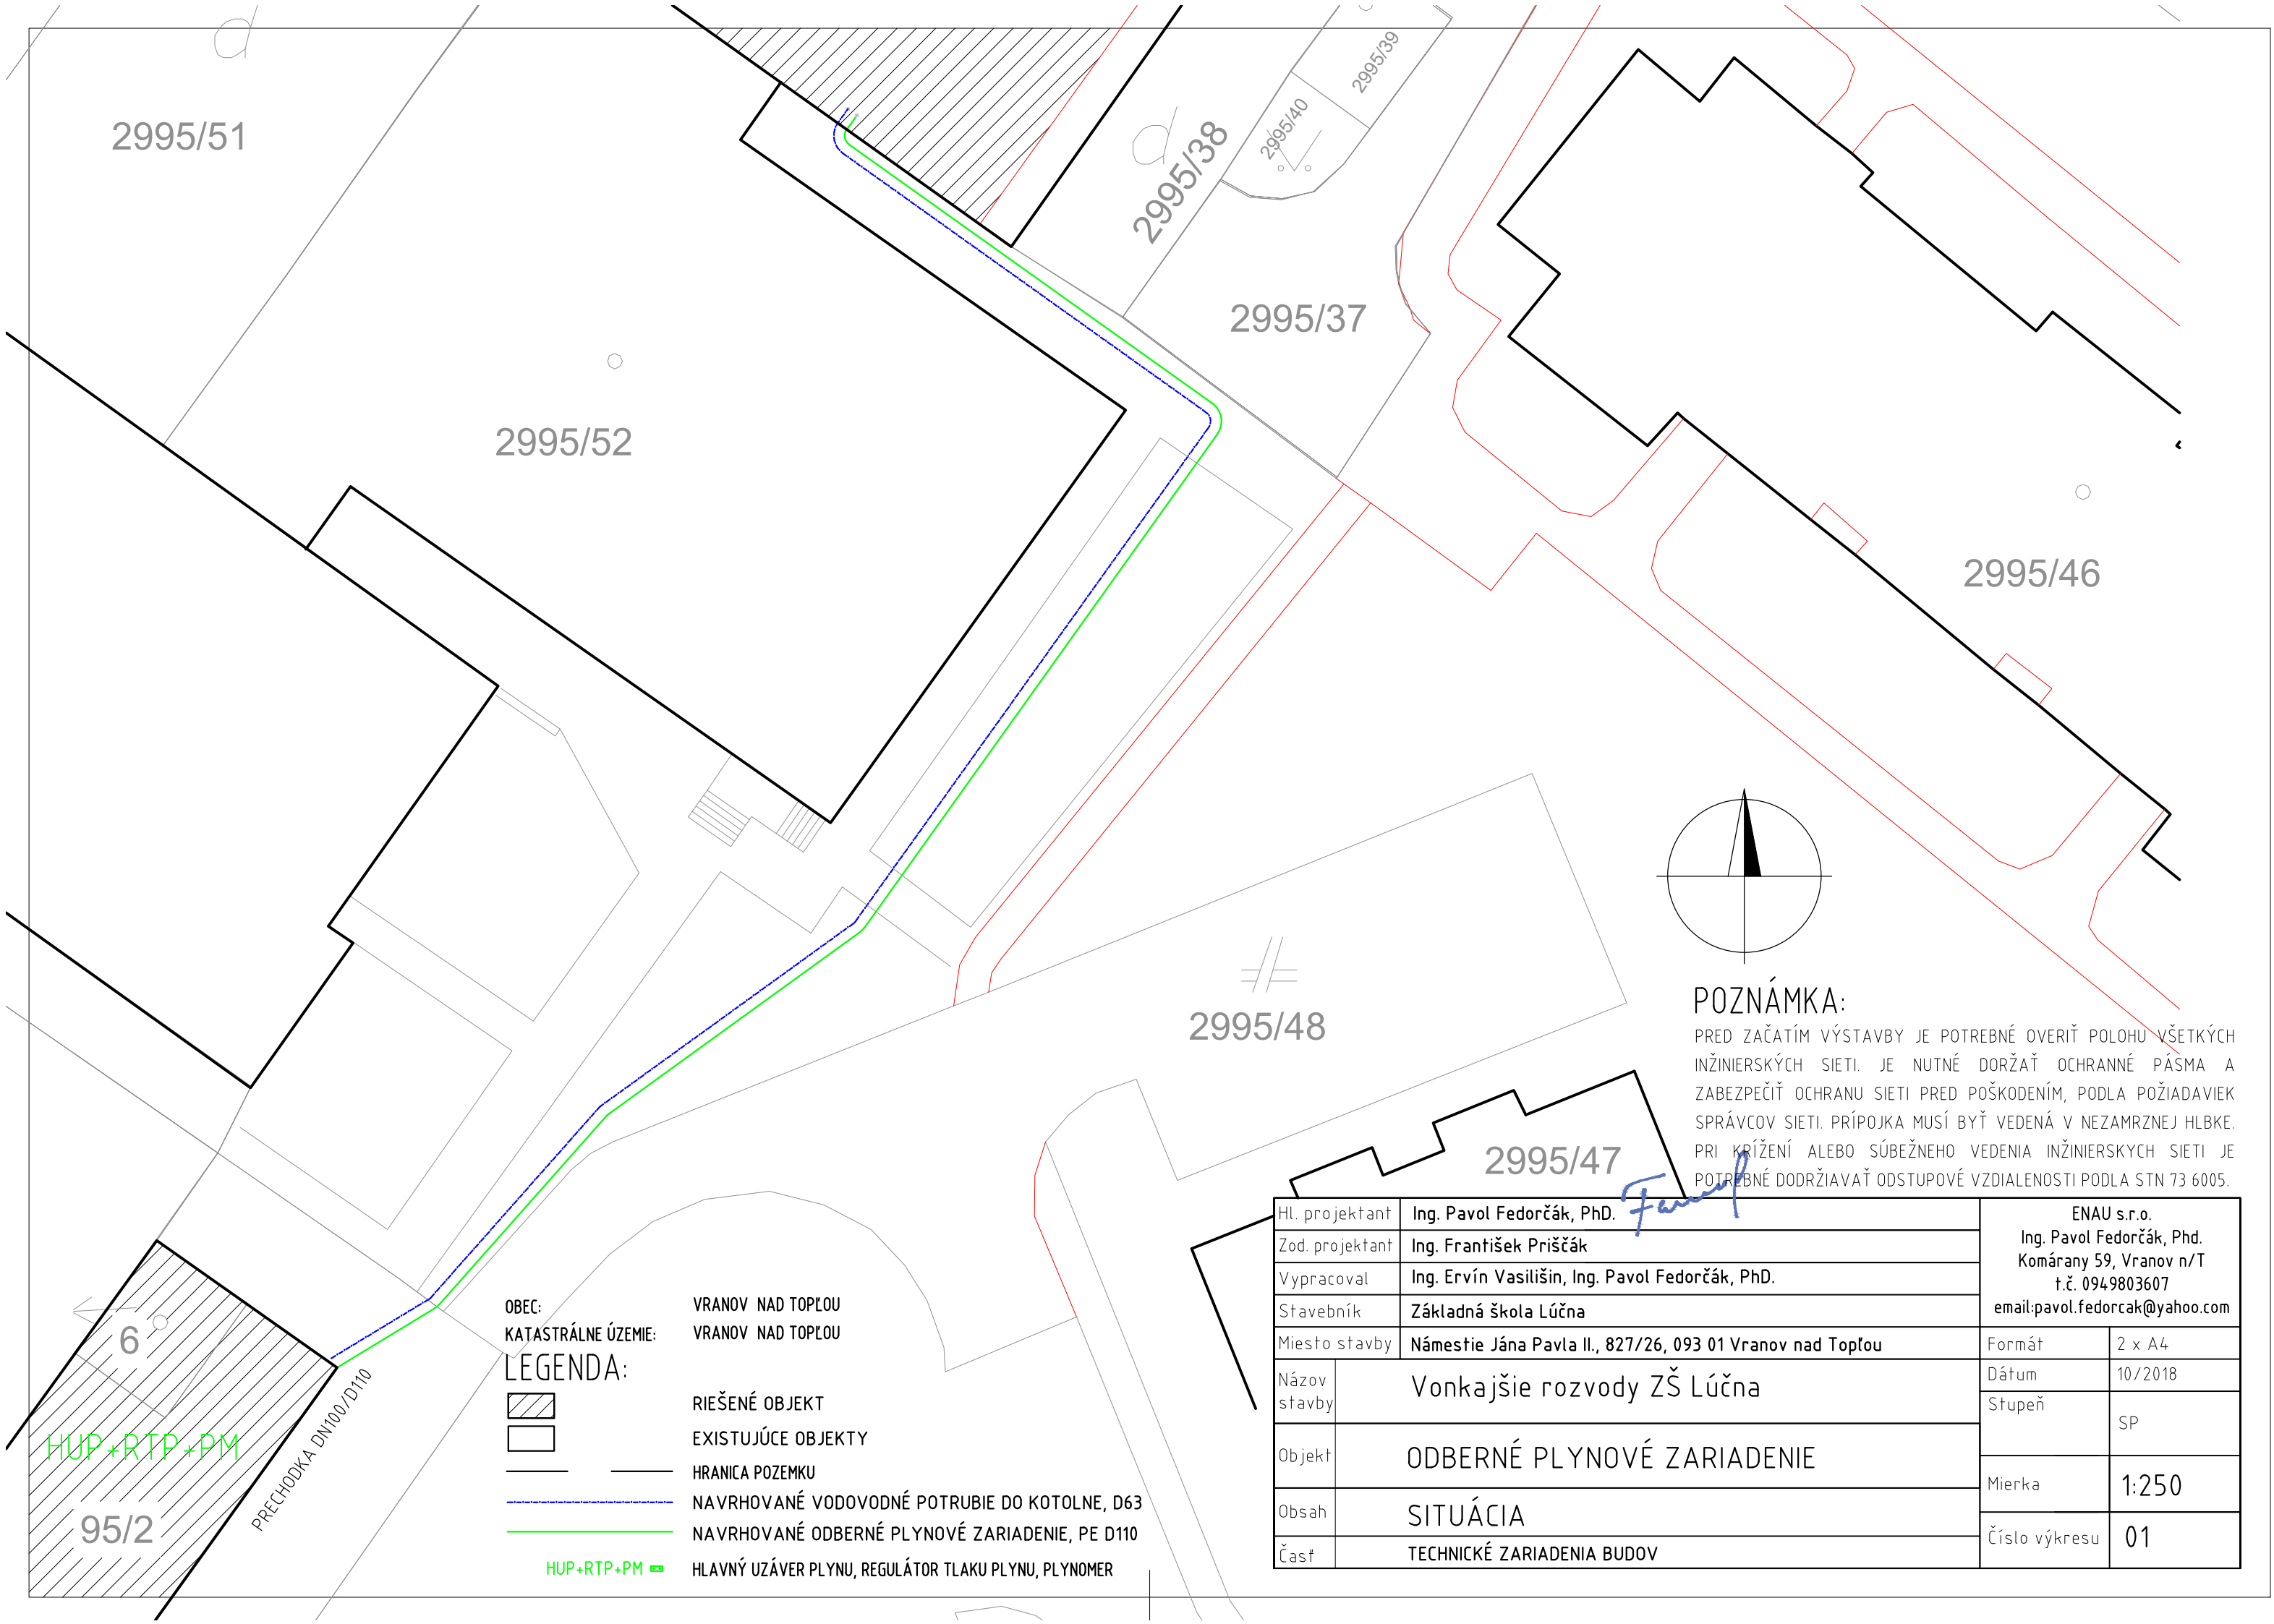 2995/51
2995/39
2995/40
2995/38
2995/37
2995/52
2995/46
2995/48
2995/47
6
HUP+RTP+PM
95/2
PRECHODKA DN100/D110
POZNÁMKA:
PRED ZAČATÍM VÝSTAVBY JE POTREBNÉ OVERIŤ POLOHU VŠETKÝCH
INŽINIERSKÝCH SIETI. JE NUTNÉ DORŽAŤ OCHRANNÉ PÁSMA A
ZABEZPEČIŤ OCHRANU SIETI PRED POŠKODENÍM, PODLA POŽIADAVIEK
SPRÁVCOV SIETI. PRÍPOJKA MUSÍ BYŤ VEDENÁ V NEZAMRZNEJ HLBKE.
PRI KRÍŽENÍ ALEBO SÚBEŽNEHO VEDENIA INŽINIERSKYCH SIETI JE
POTREBNÉ DODRŽIAVAŤ ODSTUPOVÉ VZDIALENOSTI PODLA STN 73 6005.
OBEC: VRANOV NAD TOPĽOU
KATASTRÁLNE ÚZEMIE: VRANOV NAD TOPĽOU
LEGENDA:
RIEŠENÉ OBJEKT
EXISTUJÚCE OBJEKTY
HRANICA POZEMKU
NAVRHOVANÉ VODOVODNÉ POTRUBIE DO KOTOLNE, D63
NAVRHOVANÉ ODBERNÉ PLYNOVÉ ZARIADENIE, PE D110
HUP+RTP+PM HLAVNÝ UZÁVER PLYNU, REGULÁTOR TLAKU PLYNU, PLYNOMER
Hl. projektant Ing. Pavol Fedorčák, PhD.
Zod. projektant Ing. František Priščák
Vypracoval Ing. Ervín Vasilišin, Ing. Pavol Fedorčák, PhD.
Stavebník Základná škola Lúčna
Miesto stavby Námestie Jána Pavla II., 827/26, 093 01 Vranov nad Topľou
Názov stavby Vonkajšie rozvody ZŠ Lúčna
Objekt ODBERNÉ PLYNOVÉ ZARIADENIE
Obsah SITUÁCIA
Časť TECHNICKÉ ZARIADENIA BUDOV
ENAU s.r.o.
Ing. Pavol Fedorčák, Phd.
Komárany 59, Vranov n/T
t.č. 0949803607
email:pavol.fedorcak@yahoo.com
Formát 2 x A4
Dátum 10/2018
Stupeň SP
Mierka 1:250
Číslo výkresu 01